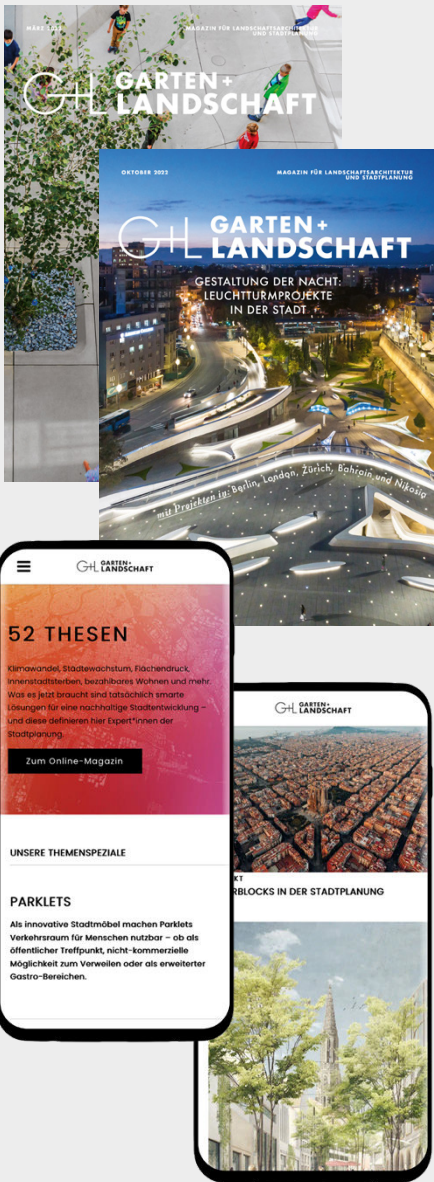 MÄRZ 2023
MAGAZIN FÜR LANDSCHAFTSARCHITEKTUR
UND STADTPLANUNG
G+L GARTEN+
LANDSCHAFT
OKTOBER 2022
MAGAZIN FÜR LANDSCHAFTSARCHITEKTUR
UND STADTPLANUNG
G+L GARTEN+
LANDSCHAFT
GESTALTUNG DER NACHT:
LEUCHTTURMPROJEKTE
IN DER STADT
mit Projekten in: Berlin, London, Zürich, Bahrain und Nikosia
G+L GARTEN+
LANDSCHAFT
52 THESEN
Klimawandel, Städtewachstum, Flächendruck,
Innenstadtsterben, bezahlbares Wohnen und mehr.
Was es jetzt braucht sind tatsächlich smarte
Lösungen für eine nachhaltige Stadtentwicklung –
und diese definieren hier Expert*innen der
Stadtplanung.
Zum Online-Magazin
UNSERE THEMENSPEZIALE
PARKLETS
Als innovative Stadtmöbel machen Parklets
Verkehrsraum für Menschen nutzbar – ob als
öffentlicher Treffpunkt, nicht-kommerzielle
Möglichkeit zum Verweilen oder als erweiterter
Gastro-Bereichen.
G+L GARTEN+
LANDSCHAFT
KT
RBLOCKS IN DER STADTPLANUNG